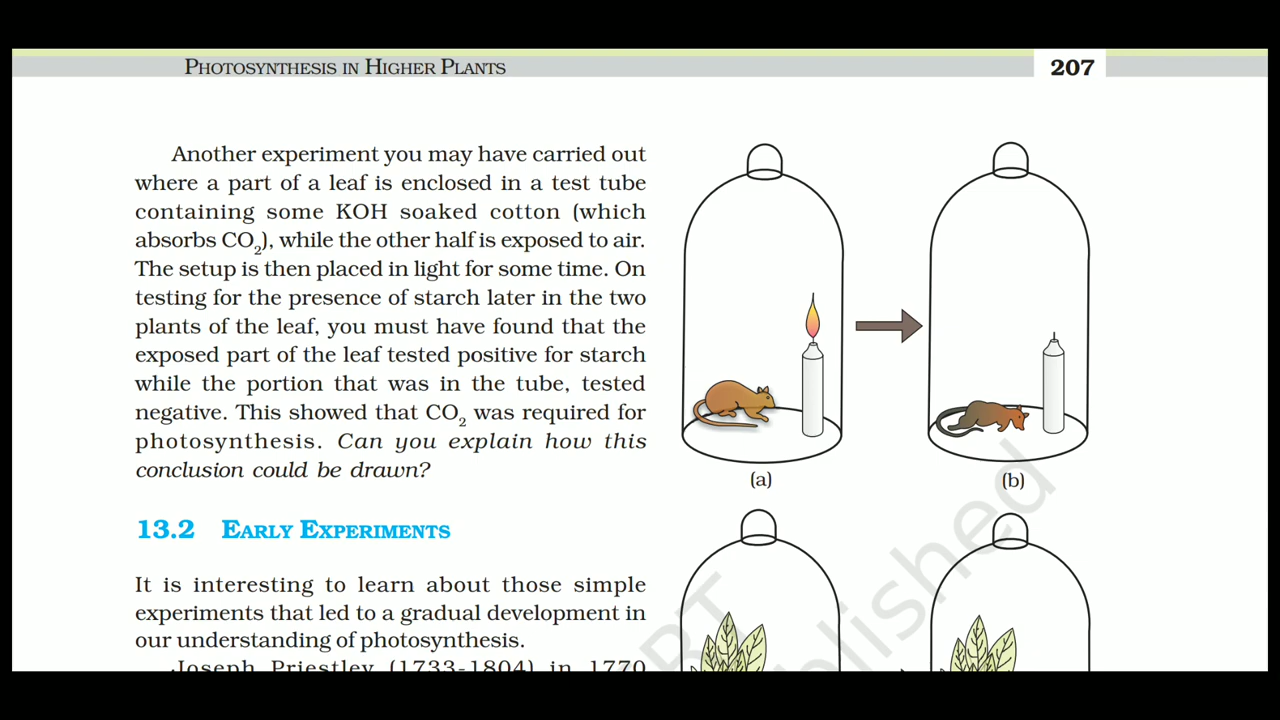 PHOTOSYNTHESIS IN HIGHER PLANTS
207
Another experiment you may have carried out
where a part of a leaf is enclosed in a test tube
containing some KOH soaked cotton (which
absorbs CO₂), while the other half is exposed to air.
The setup is then placed in light for some time. On
testing for the presence of starch later in the two
plants of the leaf, you must have found that the
exposed part of the leaf tested positive for starch
while the portion that was in the tube, tested
negative. This showed that CO₂ was required for
photosynthesis. Can you explain how this
conclusion could be drawn?
13.2 EARLY EXPERIMENTS
It is interesting to learn about those simple
experiments that led to a gradual development in
our understanding of photosynthesis.
Joseph Priestley (1733-1804) in 1770
(a)
(b)